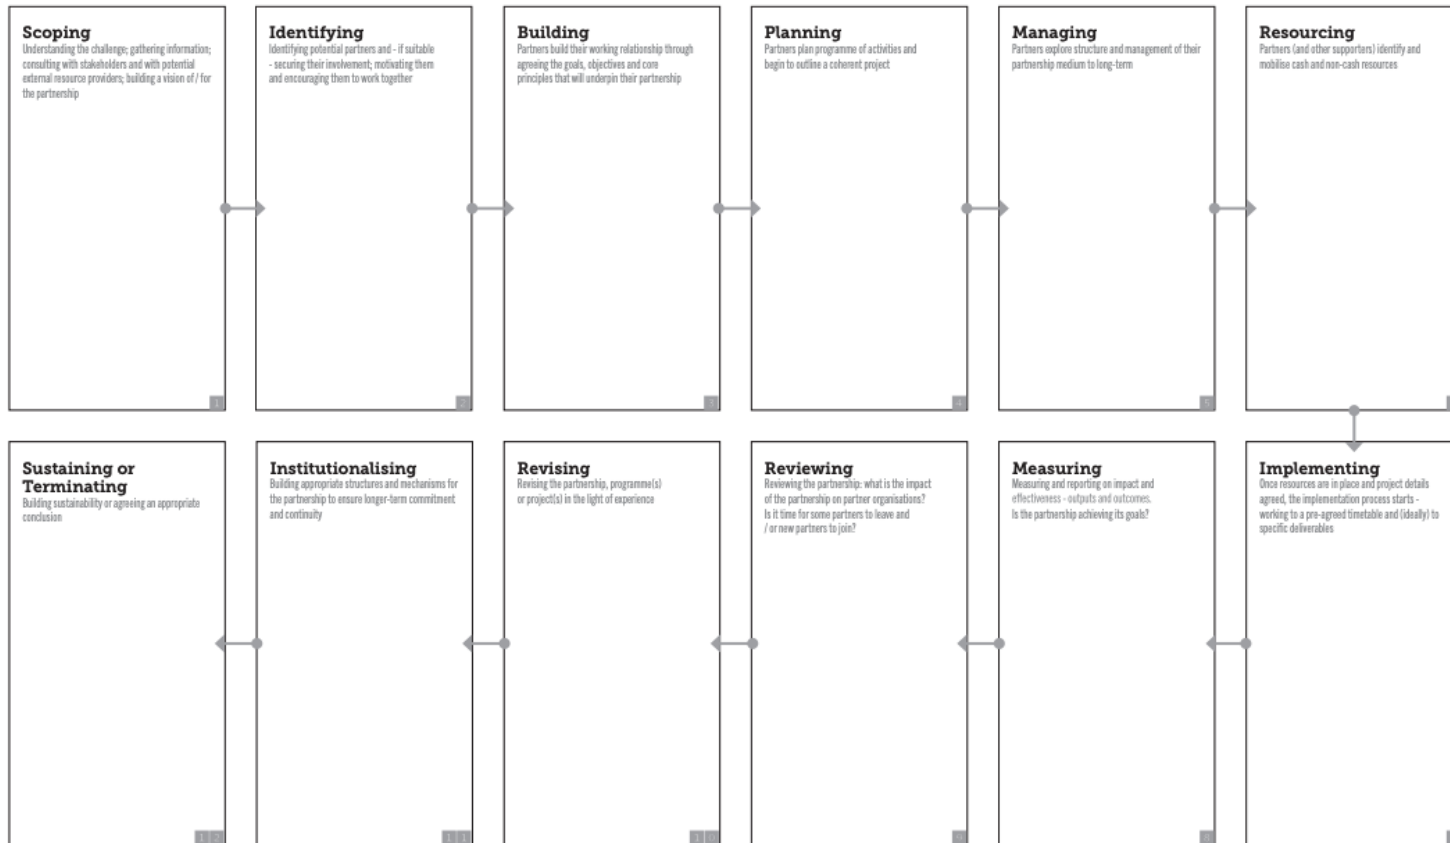 Scoping
Understanding the challenge; gathering information;
consulting with stakeholders and with potential
external resource providers; building a vision of / for
the partnership
1
Identifying
Identifying potential partners and - if suitable
- securing their involvement; motivating them
and encouraging them to work together
2
Building
Partners build their working relationship through
agreeing the goals, objectives and core
principles that will underpin their partnership
3
Planning
Partners plan programme of activities and
begin to outline a coherent project
4
Managing
Partners explore structure and management of their
partnership medium to long-term
5
Resourcing
Partners (and other supporters) identify and
mobilise cash and non-cash resources
Implementing
Once resources are in place and project details
agreed, the implementation process starts -
working to a pre-agreed timetable and (ideally) to
specific deliverables
Measuring
Measuring and reporting on impact and
effectiveness - outputs and outcomes.
Is the partnership achieving its goals?
8
Reviewing
Reviewing the partnership: what is the impact
of the partnership on partner organisations?
Is it time for some partners to leave and
/ or new partners to join?
9
Revising
Revising the partnership, programme(s)
or project(s) in the light of experience
10
Institutionalising
Building appropriate structures and mechanisms for
the partnership to ensure longer-term commitment
and continuity
11
Sustaining or
Terminating
Building sustainability or agreeing an appropriate
conclusion
12